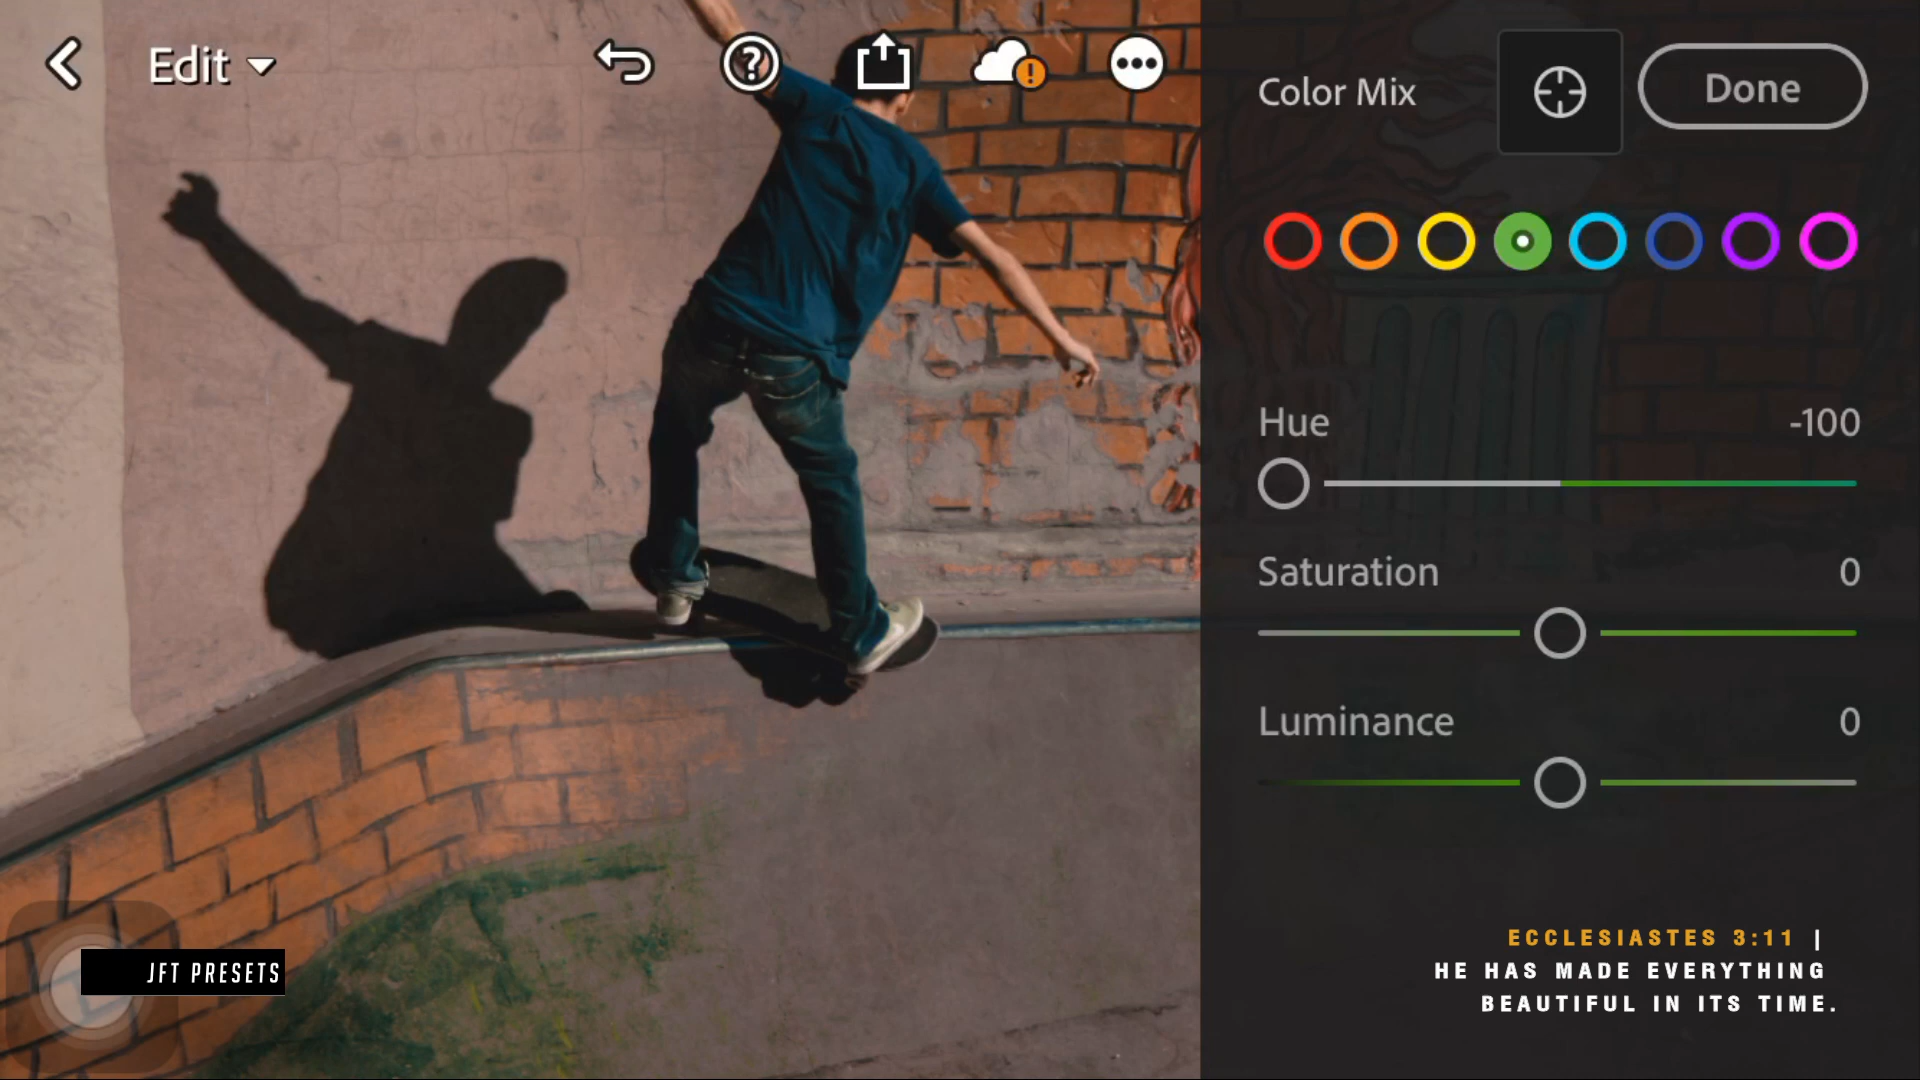 Edit
Color Mix
Done
Hue -100
Saturation 0
Luminance 0
ECCLESIASTES 3:11 |
HE HAS MADE EVERYTHING
BEAUTIFUL IN ITS TIME.
JFT PRESETS